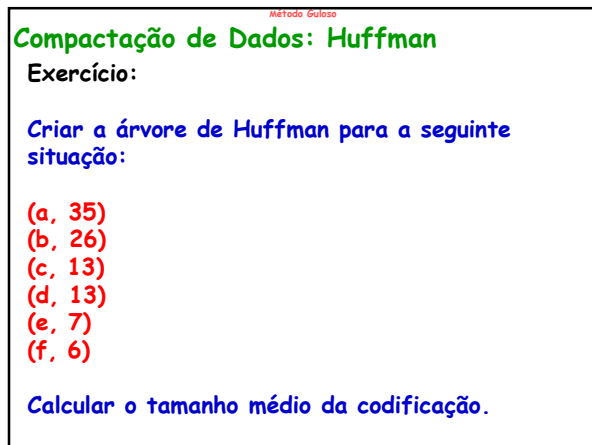 Método Guloso
Compactação de Dados: Huffman
Exercício:
Criar a árvore de Huffman para a seguinte
situação:
(a, 35)
(b, 26)
(c, 13)
(d, 13)
(e, 7)
(f, 6)
Calcular o tamanho médio da codificação.